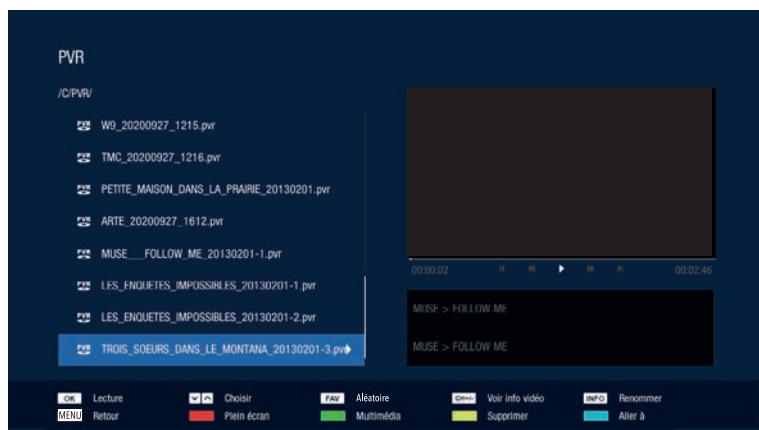 PVR
/C/PVR/
W9_20200927_1215.pvr
TMC_20200927_1216.pvr
PETITE_MAISON_DANS_LA_PRAIRIE_20130201.pvr
ARTE_20200927_1612.pvr
MUSE___FOLLOW_ME_20130201-1.pvr
LES_ENQUETES_IMPOSSIBLES_20130201-1.pvr
LES_ENQUETES_IMPOSSIBLES_20130201-2.pvr
TROIS_SOEURS_DANS_LE_MONTANA_20130201-3.pvr
00:00:02 00:02:46
MUSE > FOLLOW ME
MUSE > FOLLOW ME
OK Lecture Choisir FAV Aléatoire CH+/- Voir info vidéo INFO Renommer
MENU Retour Plein écran Multimédia Supprimer Aller à